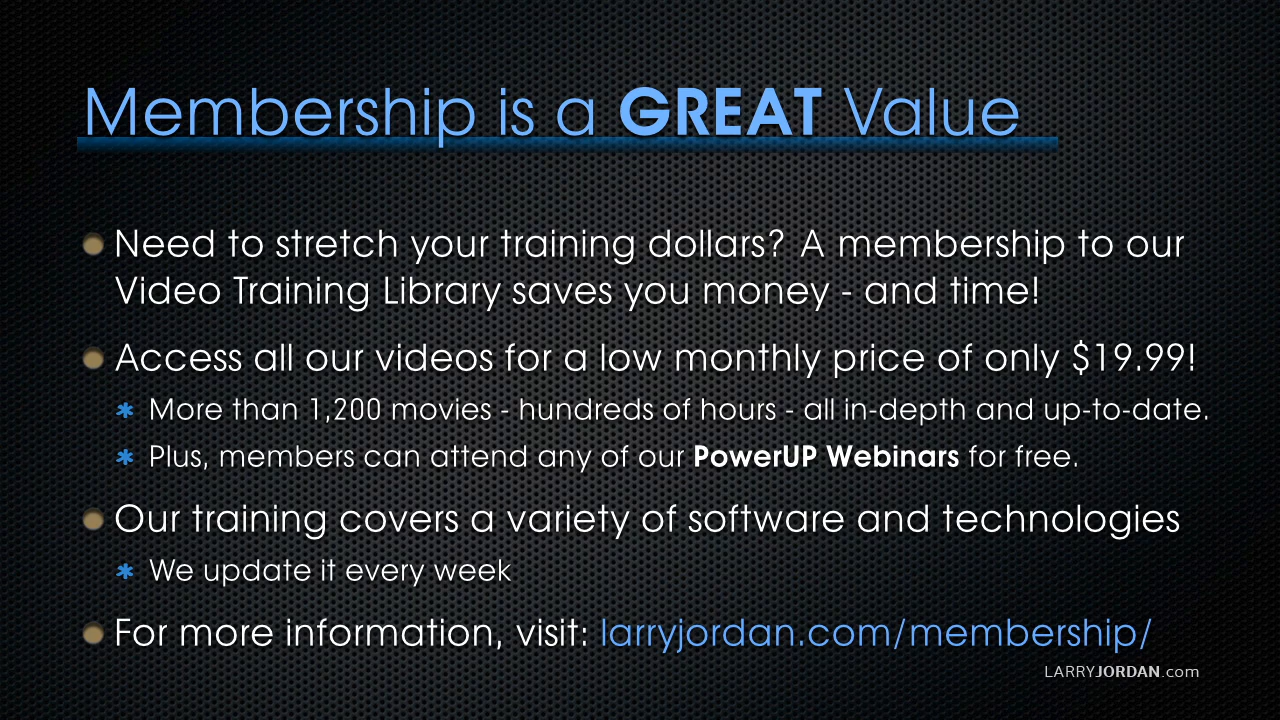 Membership is a GREAT Value
Need to stretch your training dollars? A membership to our
Video Training Library saves you money - and time!
Access all our videos for a low monthly price of only $19.99!
More than 1,200 movies - hundreds of hours - all in-depth and up-to-date.
Plus, members can attend any of our PowerUP Webinars for free.
Our training covers a variety of software and technologies
We update it every week
For more information, visit: larryjordan.com/membership/
LARRYJORDAN.com